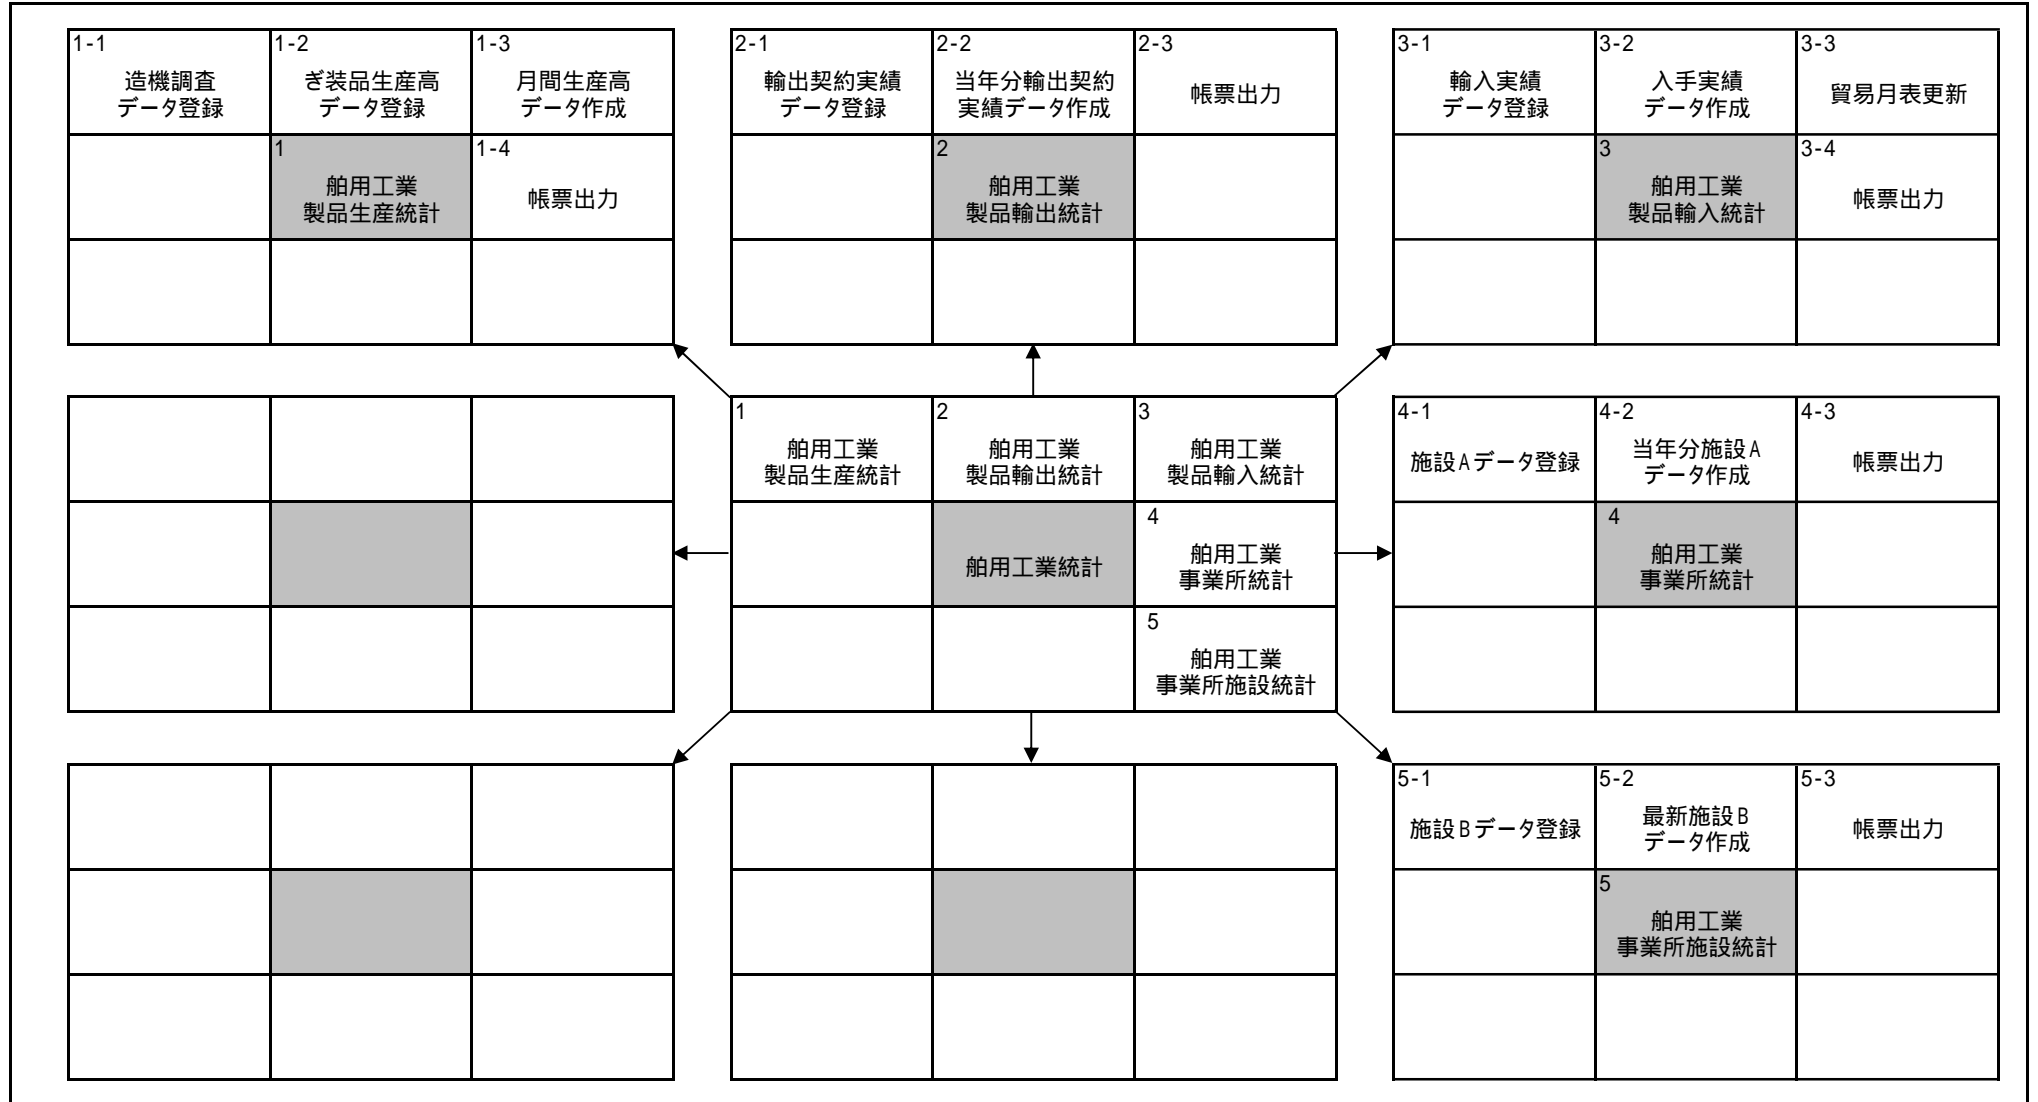 1-1
造機調査
データ登録
1-2
ぎ装品生産高
データ登録
1-3
月間生産高
データ作成
1
舶用工業
製品生産統計
1-4
帳票出力
2-1
輸出契約実績
データ登録
2-2
当年分輸出契約
実績データ作成
2-3
帳票出力
2
舶用工業
製品輸出統計
3-1
輸入実績
データ登録
3-2
入手実績
データ作成
3-3
貿易月表更新
3
舶用工業
製品輸入統計
3-4
帳票出力
1
舶用工業
製品生産統計
2
舶用工業
製品輸出統計
3
舶用工業
製品輸入統計
舶用工業統計
4
舶用工業
事業所統計
5
舶用工業
事業所施設統計
4-1
施設Aデータ登録
4-2
当年分施設A
データ作成
4-3
帳票出力
4
舶用工業
事業所統計
5-1
施設Bデータ登録
5-2
最新施設B
データ作成
5-3
帳票出力
5
舶用工業
事業所施設統計